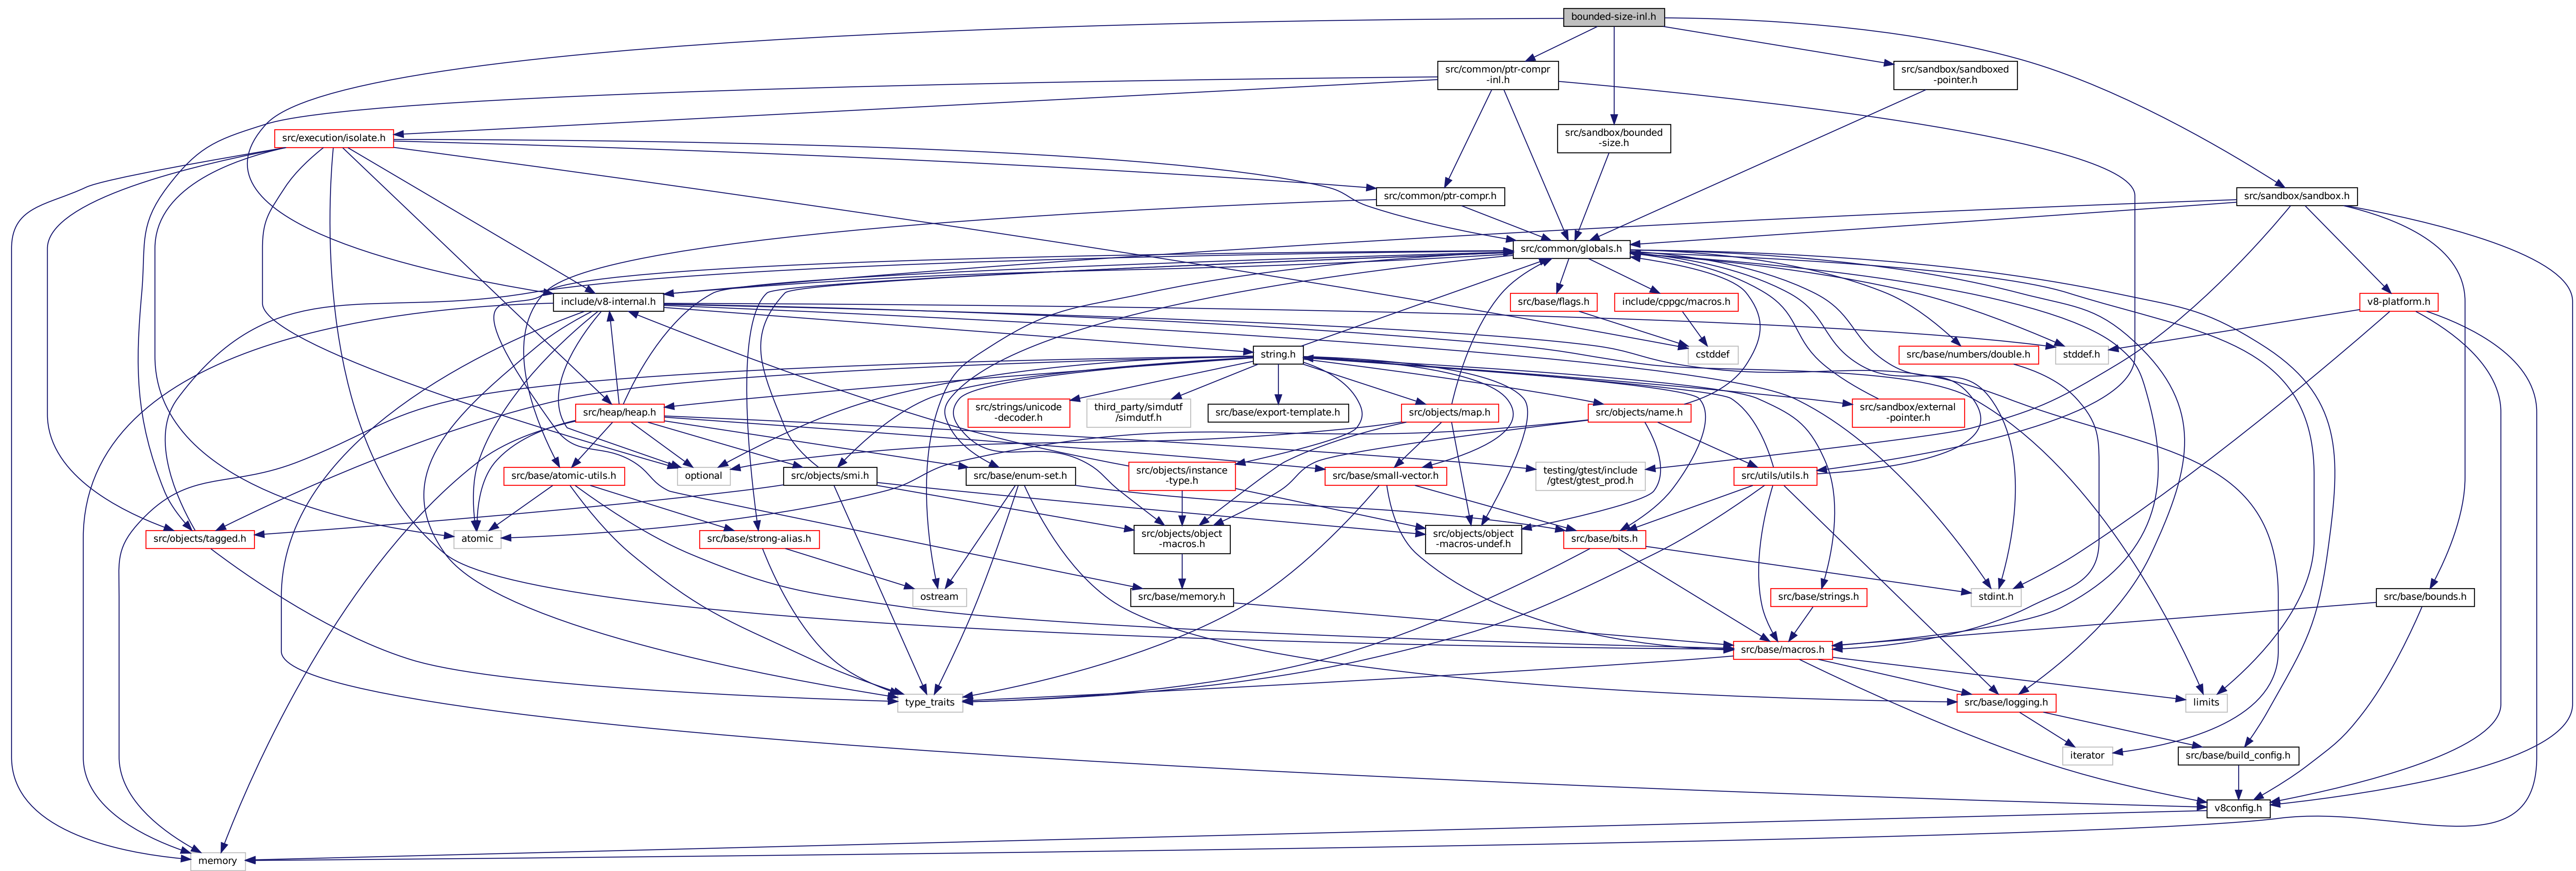 bounded-size-inl.h
src/common/ptr-compr
-inl.h
src/sandbox/sandboxed
-pointer.h
src/execution/isolate.h
src/sandbox/bounded
-size.h
src/common/ptr-compr.h
src/sandbox/sandbox.h
src/common/globals.h
include/v8-internal.h
src/base/flags.h
include/cppgc/macros.h
v8-platform.h
string.h
cstddef
src/base/numbers/double.h
stddef.h
src/heap/heap.h
src/strings/unicode
-decoder.h
third_party/simdutf
/simdutf.h
src/base/export-template.h
src/objects/map.h
src/objects/name.h
src/sandbox/external
-pointer.h
src/base/atomic-utils.h
optional
src/objects/smi.h
src/base/enum-set.h
src/objects/instance
-type.h
src/base/small-vector.h
testing/gtest/include
/gtest/gtest_prod.h
src/utils/utils.h
src/objects/tagged.h
atomic
src/base/strong-alias.h
src/objects/object
-macros.h
src/objects/object
-macros-undef.h
src/base/bits.h
ostream
src/base/memory.h
src/base/strings.h
stdint.h
src/base/bounds.h
src/base/macros.h
type_traits
src/base/logging.h
limits
iterator
src/base/build_config.h
v8config.h
memory